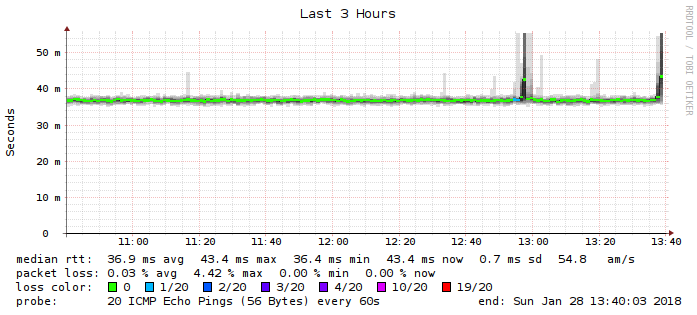 Last 3 Hours
RRDTOOL / TOBI OETIKER
Seconds
50 m
40 m
30 m
20 m
10 m
0
11:00 11:20 11:40 12:00 12:20 12:40 13:00 13:20 13:40
median rtt: 36.9 ms avg 43.4 ms max 36.4 ms min 43.4 ms now 0.7 ms sd 54.8 am/s
packet loss: 0.03 % avg 4.42 % max 0.00 % min 0.00 % now
loss color: 0 1/20 2/20 3/20 4/20 10/20 19/20
probe: 20 ICMP Echo Pings (56 Bytes) every 60s end: Sun Jan 28 13:40:03 2018